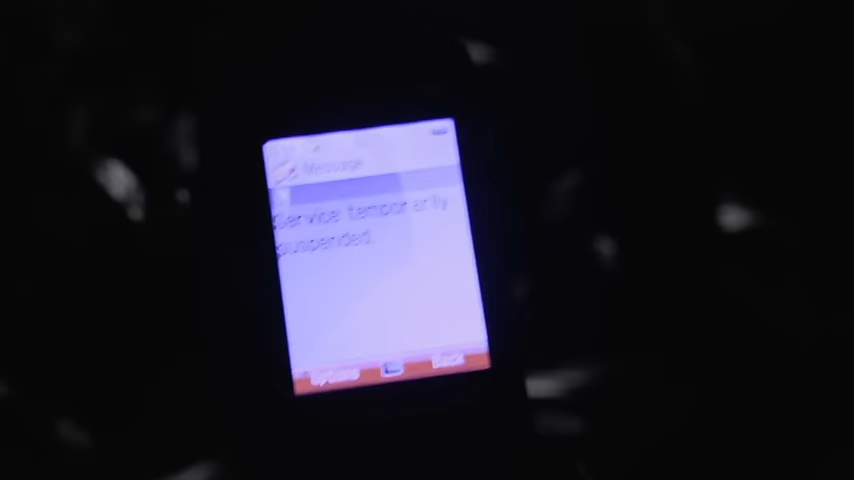 Message
Service temporarily
suspended
Options
Back